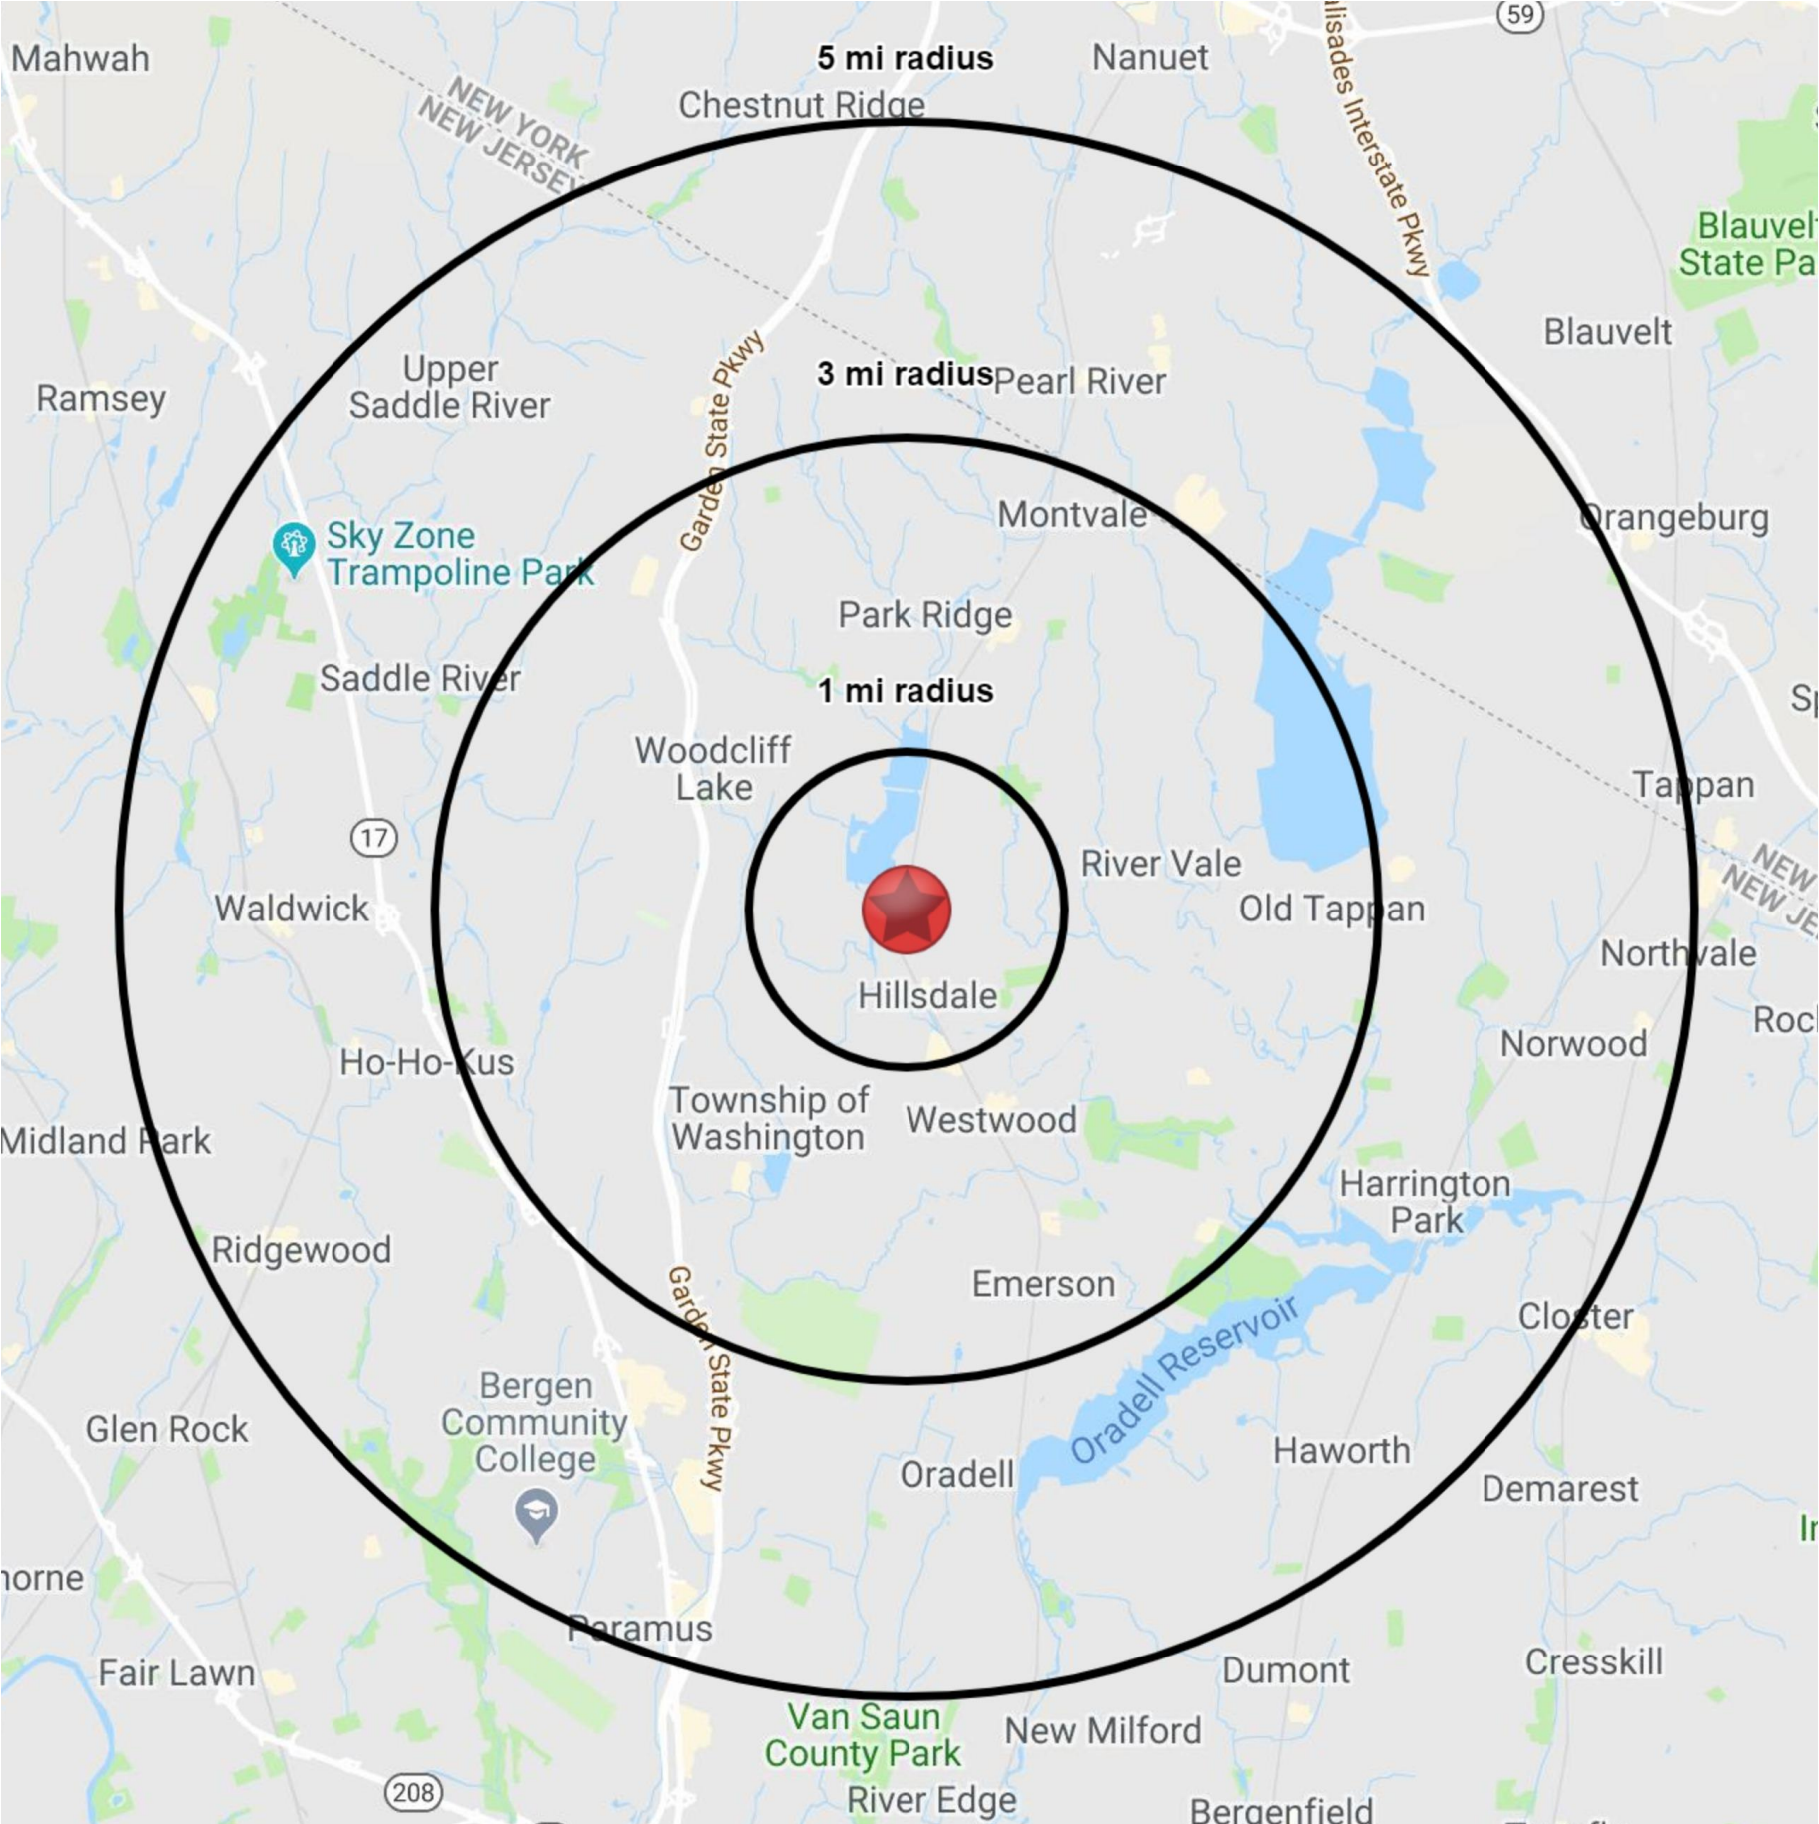 59
Mahwah
5 mi radius
Nanuet
alisades Interstate Pkwy
Chestnut Ridge
NEW YORK
NEW JERSEY
Blauvelt
State Pa
Blauvelt
Upper
Saddle River
Ramsey
Garden State Pkwy
3 mi radius
Pearl River
Sky Zone
Trampoline Park
Montvale
Orangeburg
Park Ridge
Saddle River
1 mi radius
Sp
Woodcliff
Lake
Tappan
17
River Vale
NEW
NEW JE
Waldwick
Old Tappan
Northvale
Hillsdale
Rocl
Norwood
Ho-Ho-Kus
Township of
Washington
Westwood
Midland Park
Harrington
Park
Ridgewood
Emerson
Garden State Pkwy
Oradell Reservoir
Closter
Bergen
Community
College
Glen Rock
Oradell
Haworth
Demarest
In
horne
Paramus
Fair Lawn
Dumont
Cresskill
Van Saun
County Park
New Milford
208
River Edge
Bergenfield